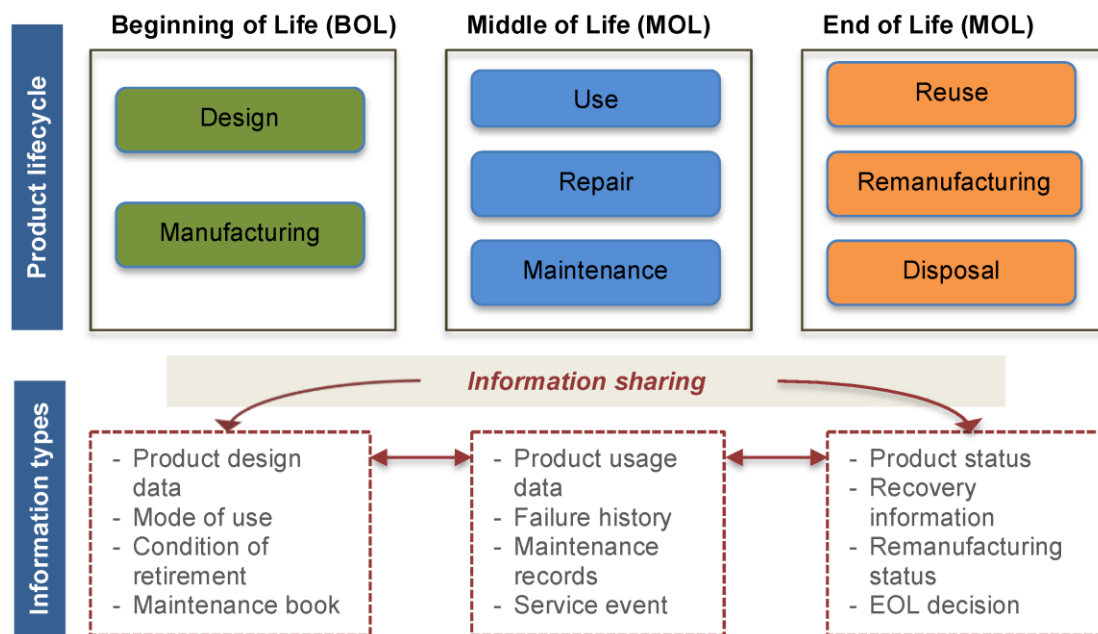 Beginning of Life (BOL)
Middle of Life (MOL)
End of Life (MOL)
Product lifecycle
Design
Manufacturing
Use
Repair
Maintenance
Reuse
Remanufacturing
Disposal
Information sharing
Information types
- Product design
data
- Mode of use
- Condition of
retirement
- Maintenance book
- Product usage
data
- Failure history
- Maintenance
records
- Service event
- Product status
- Recovery
information
- Remanufacturing
status
- EOL decision